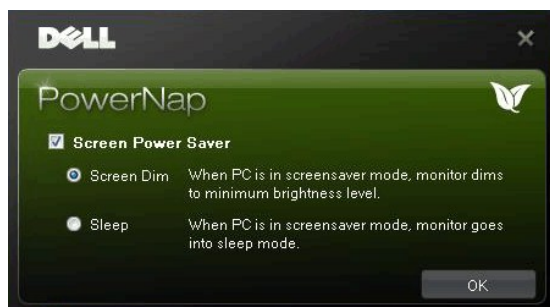 DELL
PowerNap
Screen Power Saver
Screen Dim When PC is in screensaver mode, monitor dims
to minimum brightness level.
Sleep When PC is in screensaver mode, monitor goes
into sleep mode.
OK